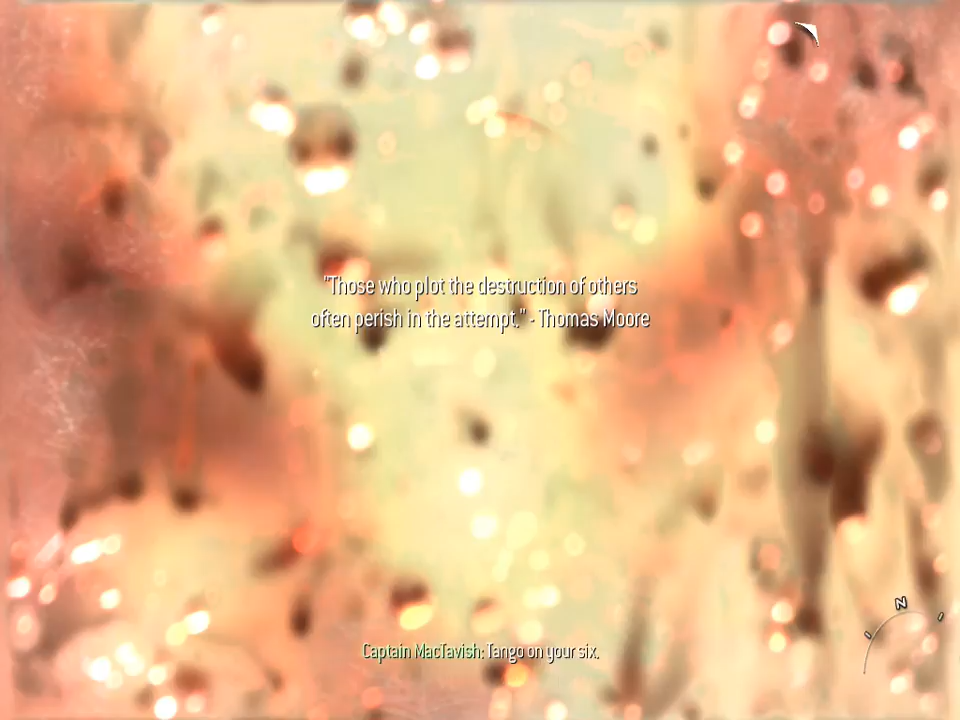 "Those who plot the destruction of others
often perish in the attempt." - Thomas Moore
Captain MacTavish: Tango on your six.
N